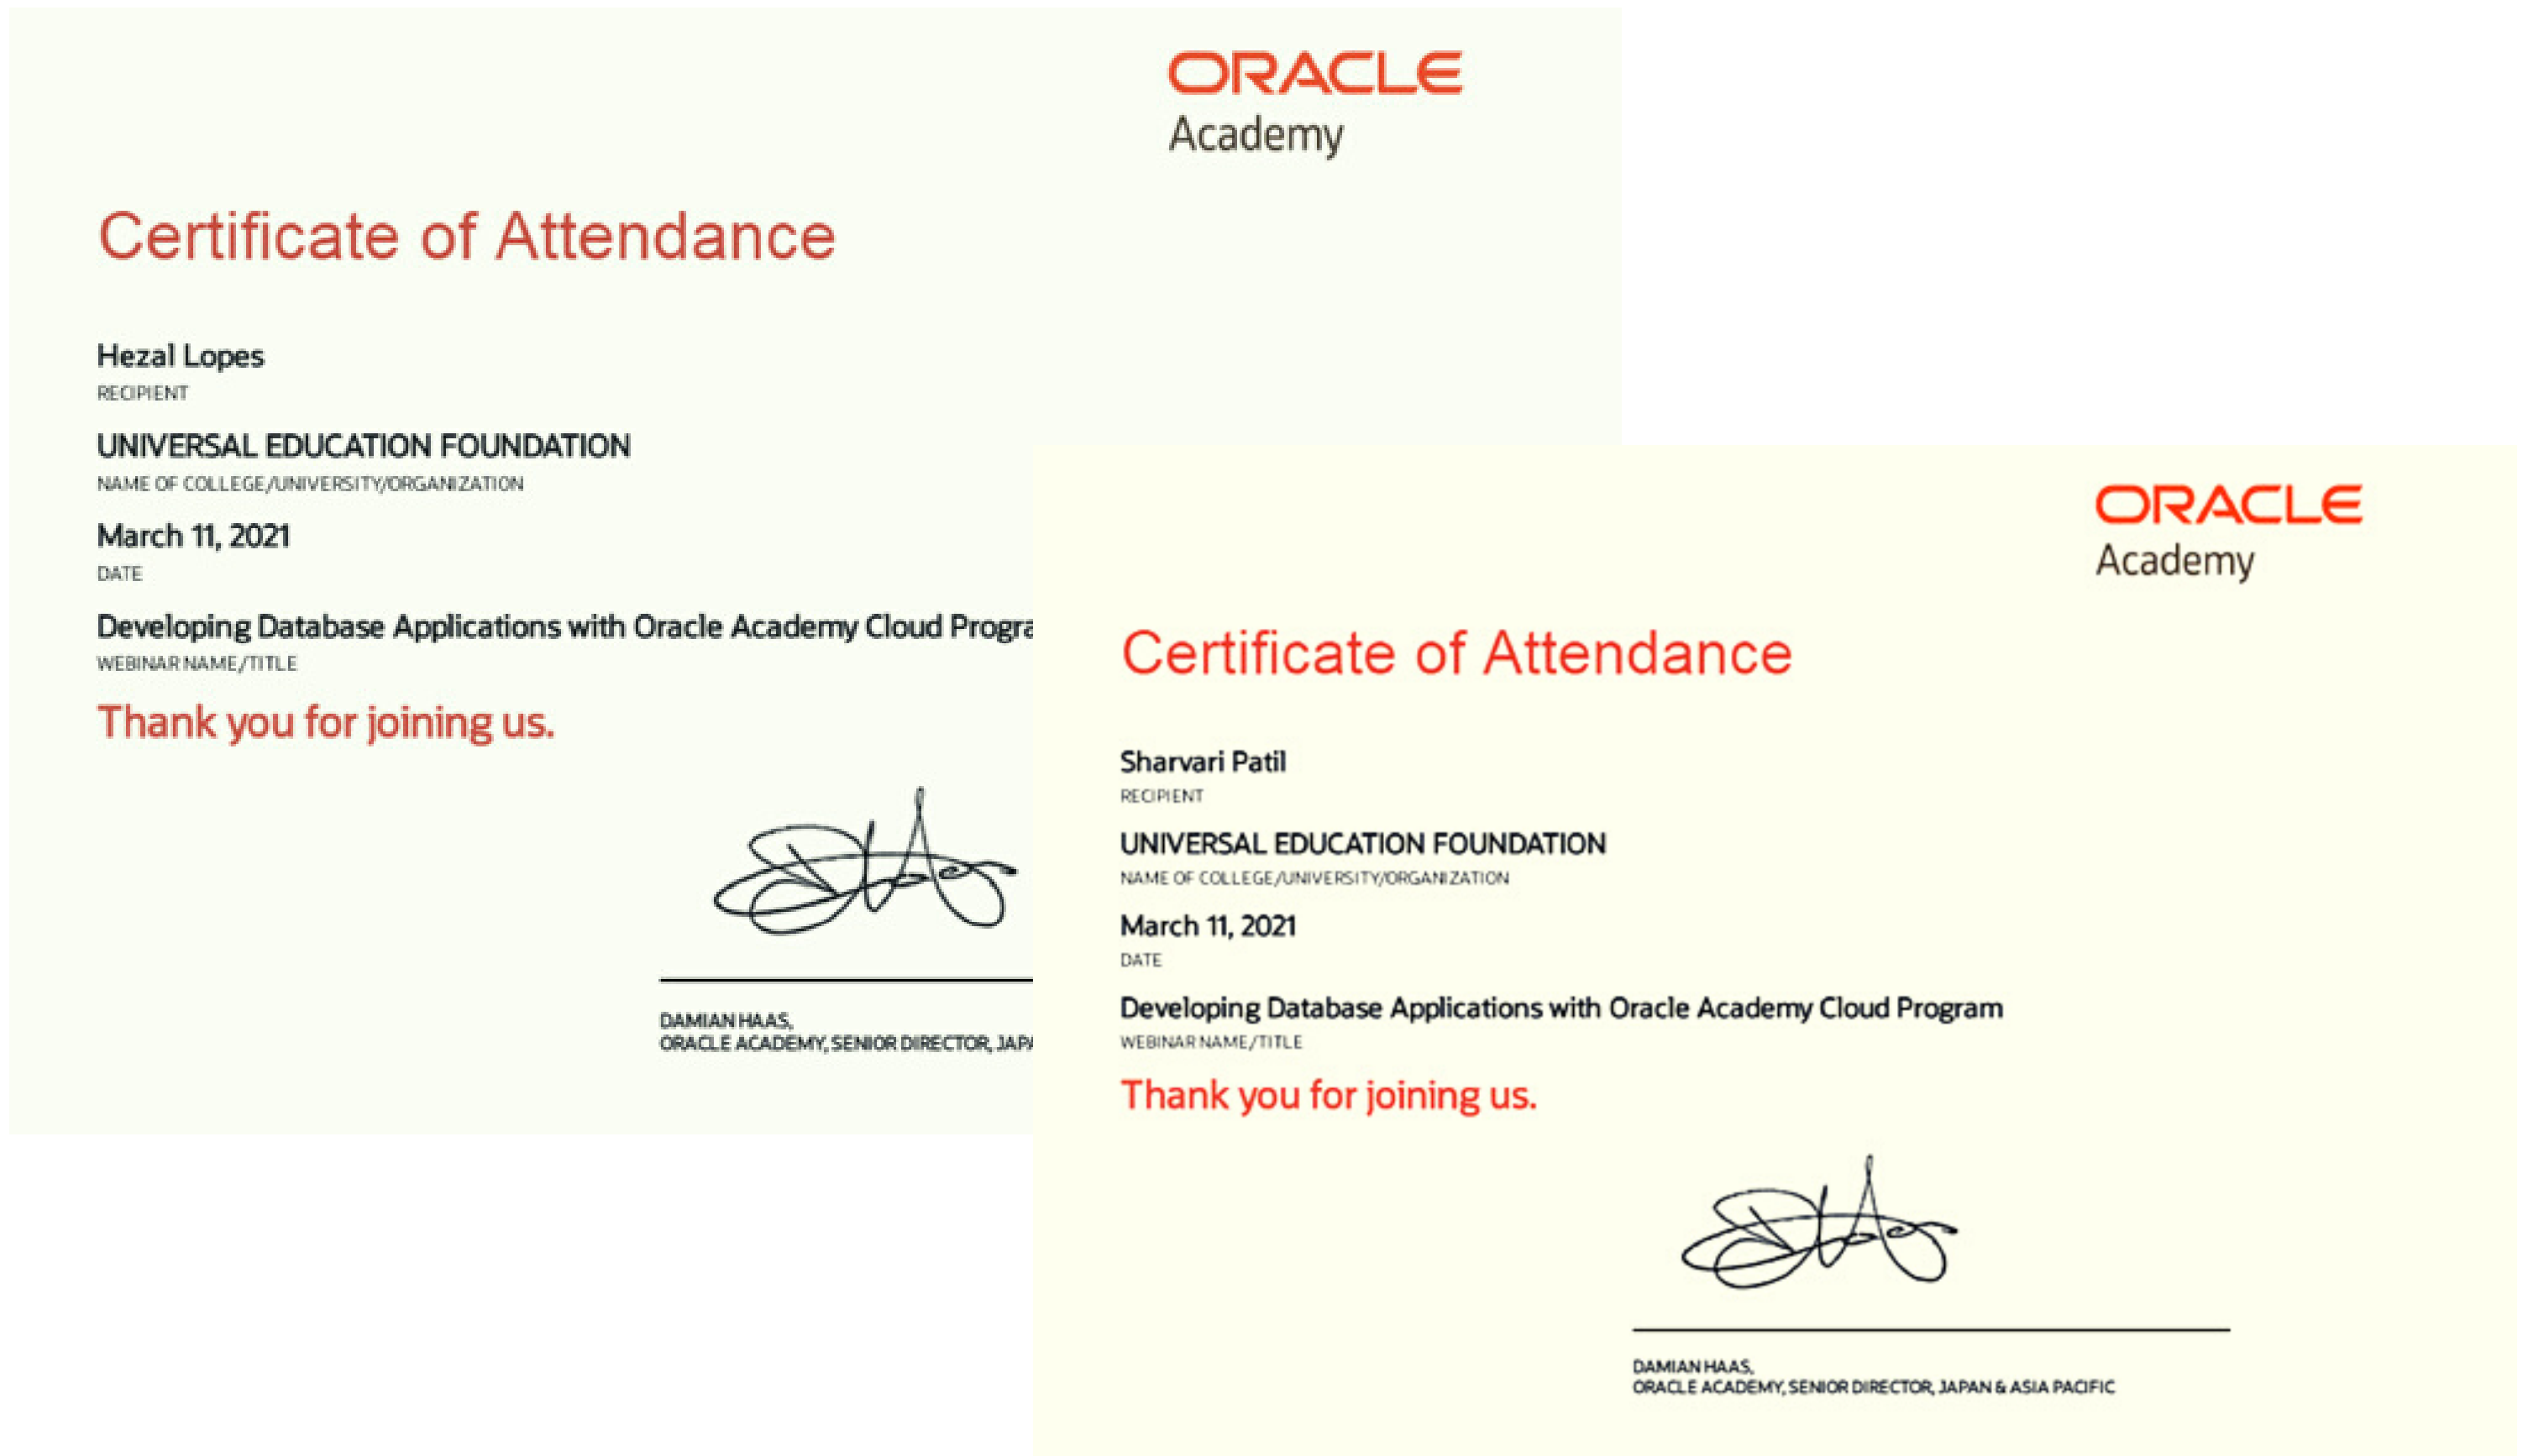 ORACLE
Academy
Certificate of Attendance
Hezal Lopes
RECIPIENT
UNIVERSAL EDUCATION FOUNDATION
NAME OF COLLEGE/UNIVERSITY/ORGANIZATION
March 11, 2021
DATE
Developing Database Applications with Oracle Academy Cloud Progra
WEBINAR NAME/TITLE
Thank you for joining us.
DAMIAN HAAS,
ORACLE ACADEMY, SENIOR DIRECTOR, JAPA
ORACLE
Academy
Certificate of Attendance
Sharvari Patil
RECIPIENT
UNIVERSAL EDUCATION FOUNDATION
NAME OF COLLEGE/UNIVERSITY/ORGANIZATION
March 11, 2021
DATE
Developing Database Applications with Oracle Academy Cloud Program
WEBINAR NAME/TITLE
Thank you for joining us.
DAMIAN HAAS,
ORACLE ACADEMY, SENIOR DIRECTOR, JAPAN & ASIA PACIFIC